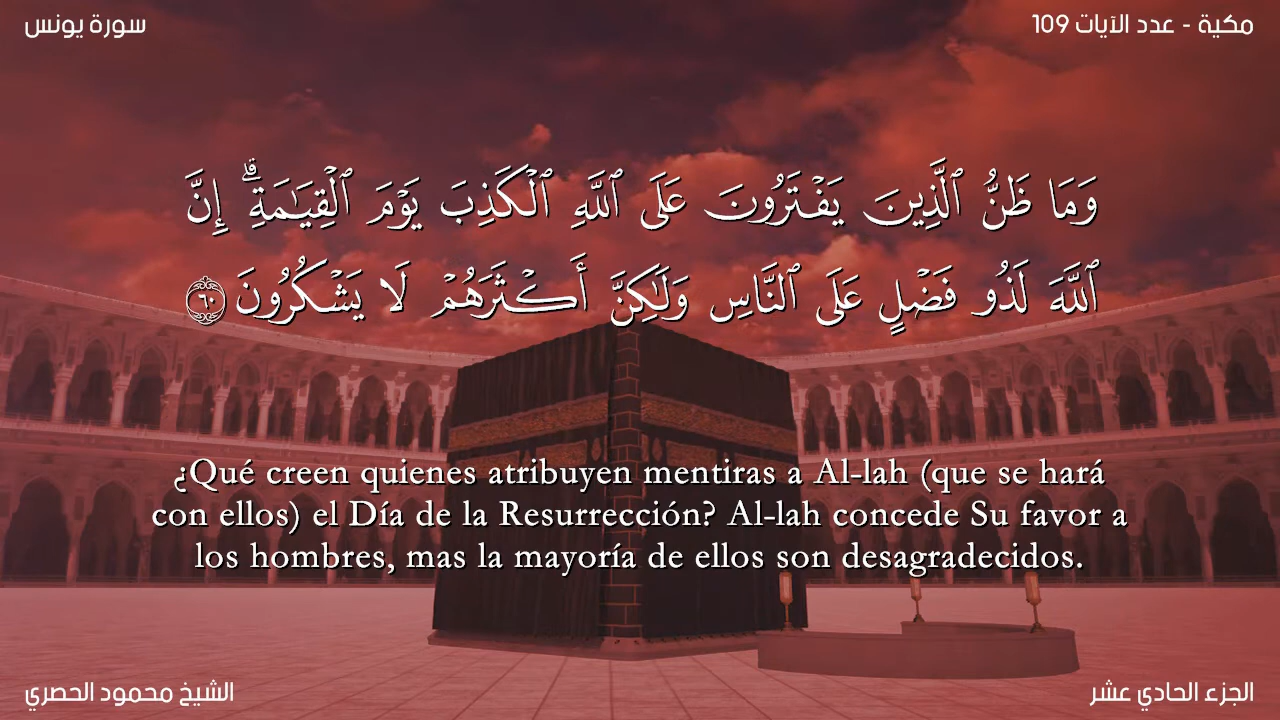 مكية - عدد الآيات 109
سورة يونس
وَمَا ظَنُّ ٱلَّذِينَ يَفْتَرُونَ عَلَى ٱللَّهِ ٱلْكَذِبَ يَوْمَ ٱلْقِيَـٰمَةِ ۗ إِنَّ
ٱللَّهَ لَذُو فَضْلٍ عَلَى ٱلنَّاسِ وَلَـٰكِنَّ أَكْثَرَهُمْ لَا يَشْكُرُونَ ٦٠
¿Qué creen quienes atribuyen mentiras a Al-lah (que se hará
con ellos) el Día de la Resurrección? Al-lah concede Su favor a
los hombres, mas la mayoría de ellos son desagradecidos.
الجزء الحادي عشر
الشيخ محمود الحصري